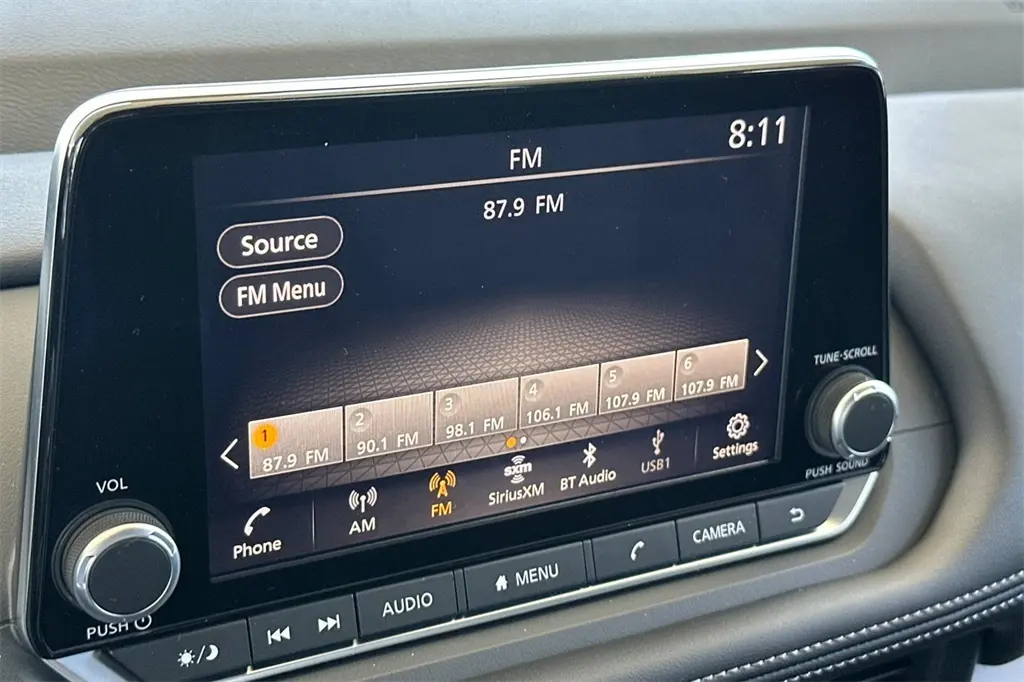 8:11
FM
87.9 FM
Source
FM Menu
1
87.9 FM
2
90.1 FM
3
98.1 FM
4
106.1 FM
5
107.9 FM
6
107.9 FM
Phone
AM
FM
sxm
SiriusXM
BT Audio
USB1
Settings
VOL
PUSH
TUNE·SCROLL
PUSH SOUND
AUDIO
MENU
CAMERA